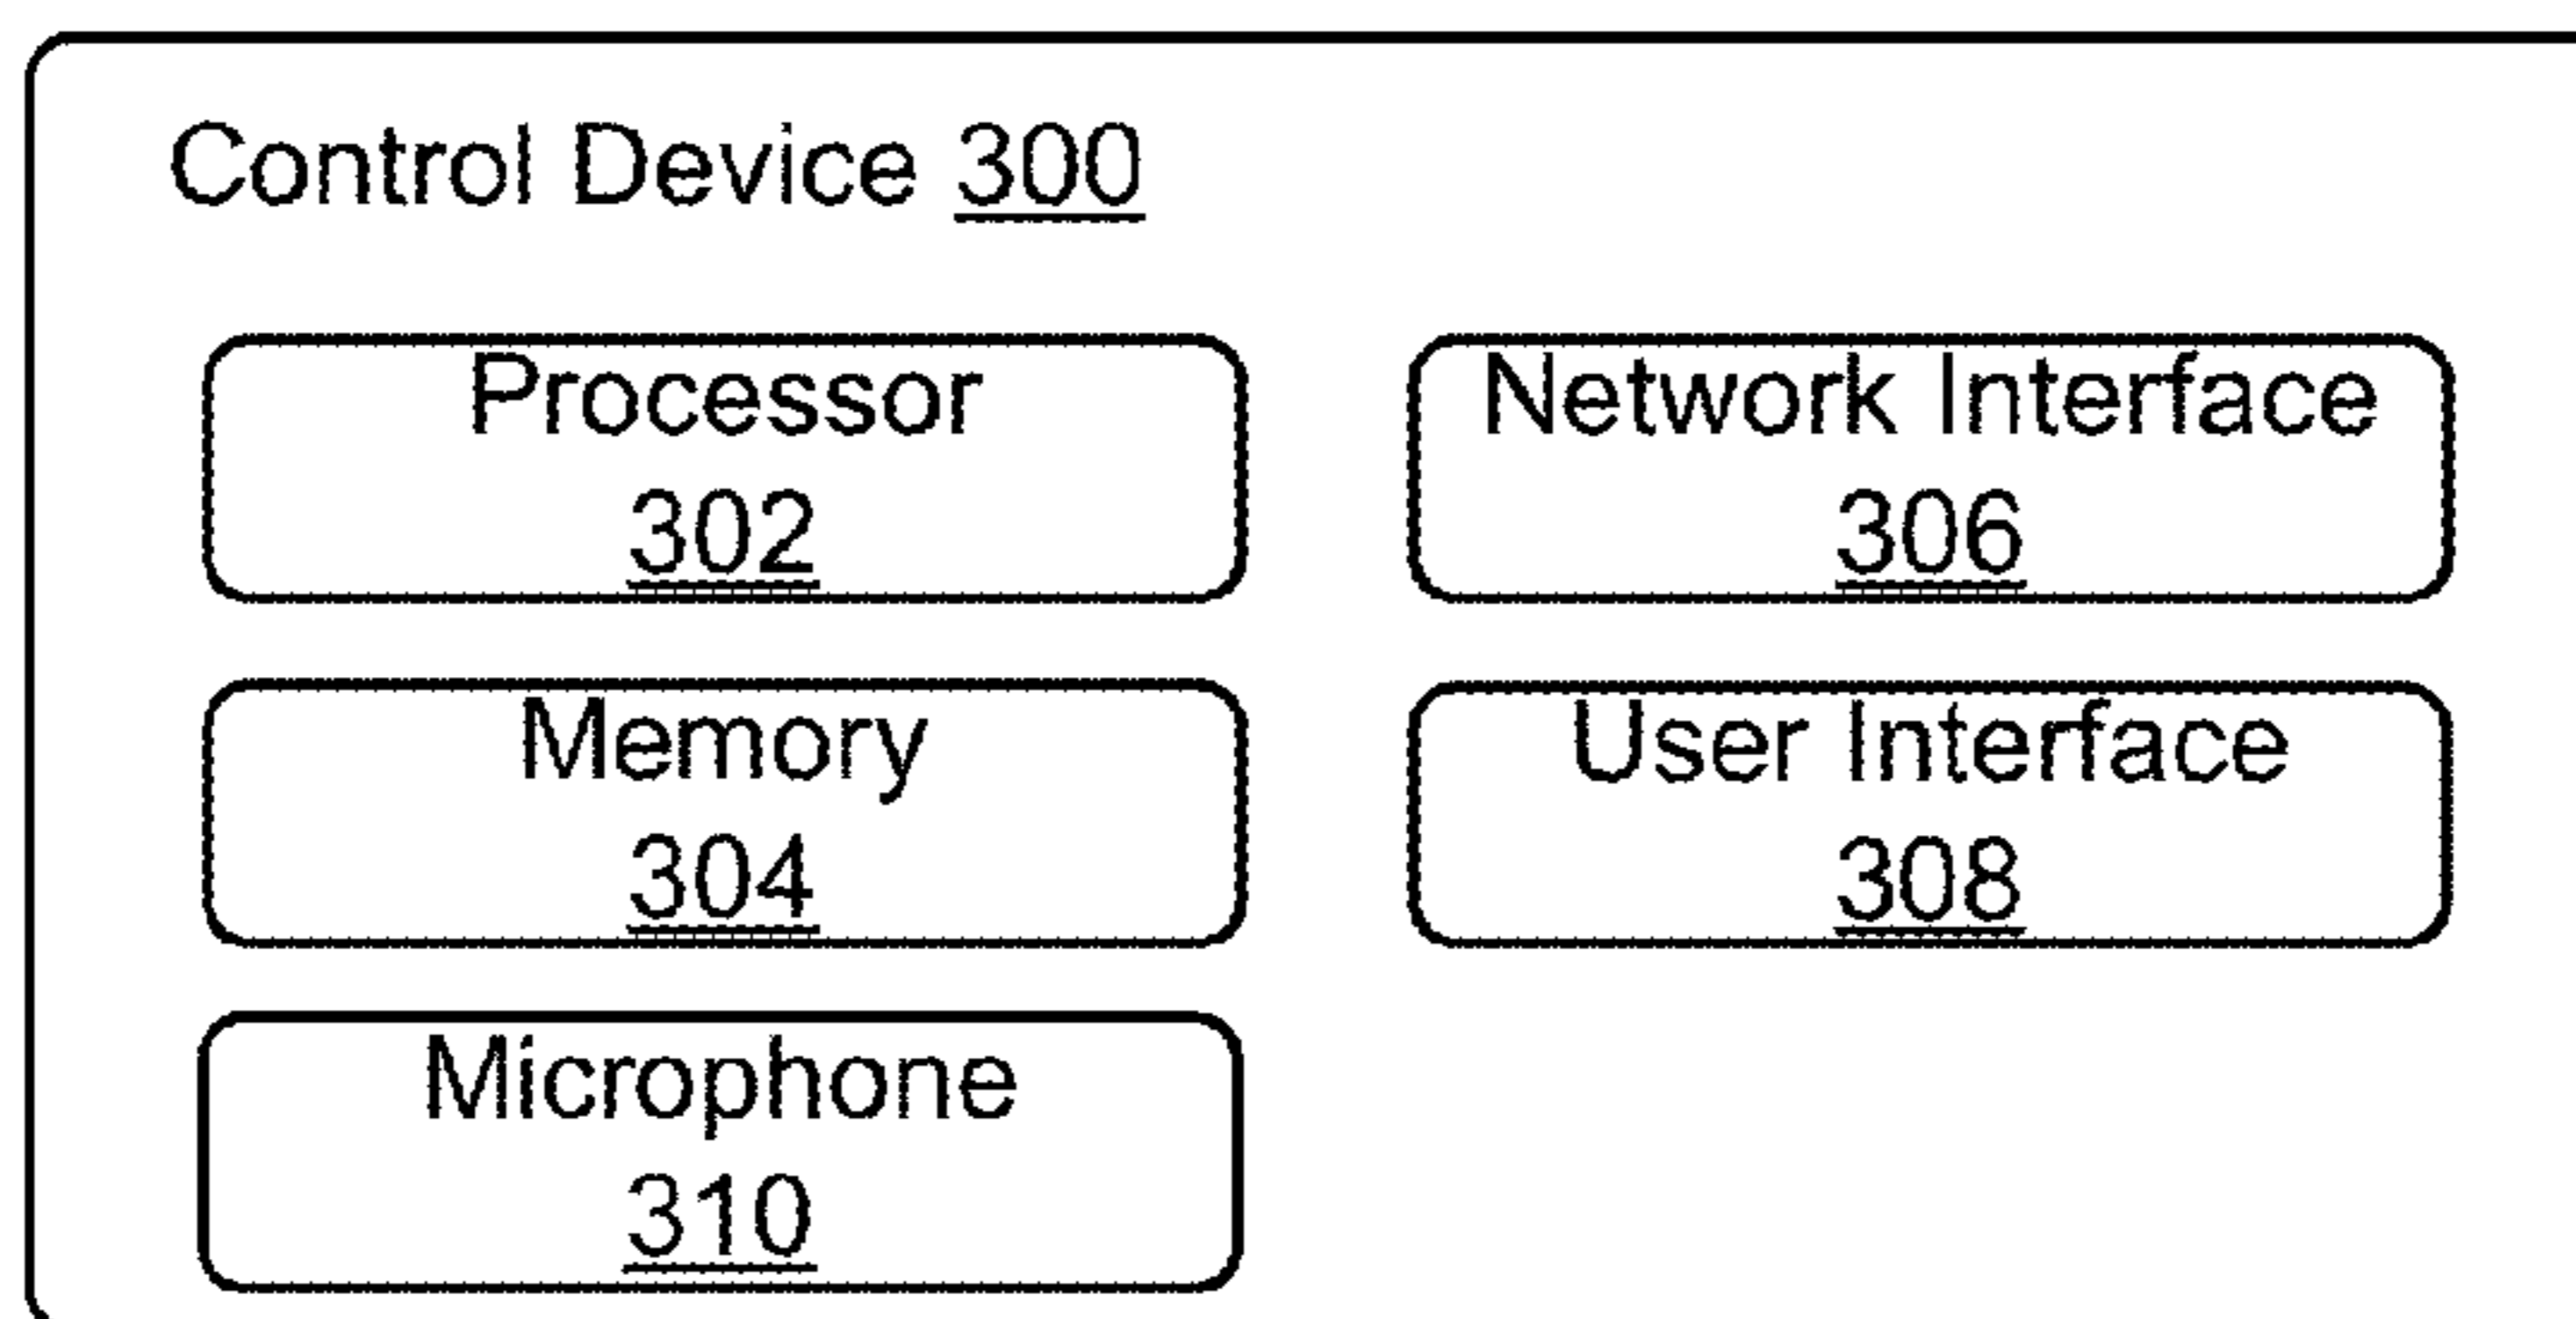 Control Device 300
Processor
302
Network Interface
306
Memory
304
User Interface
308
Microphone
310